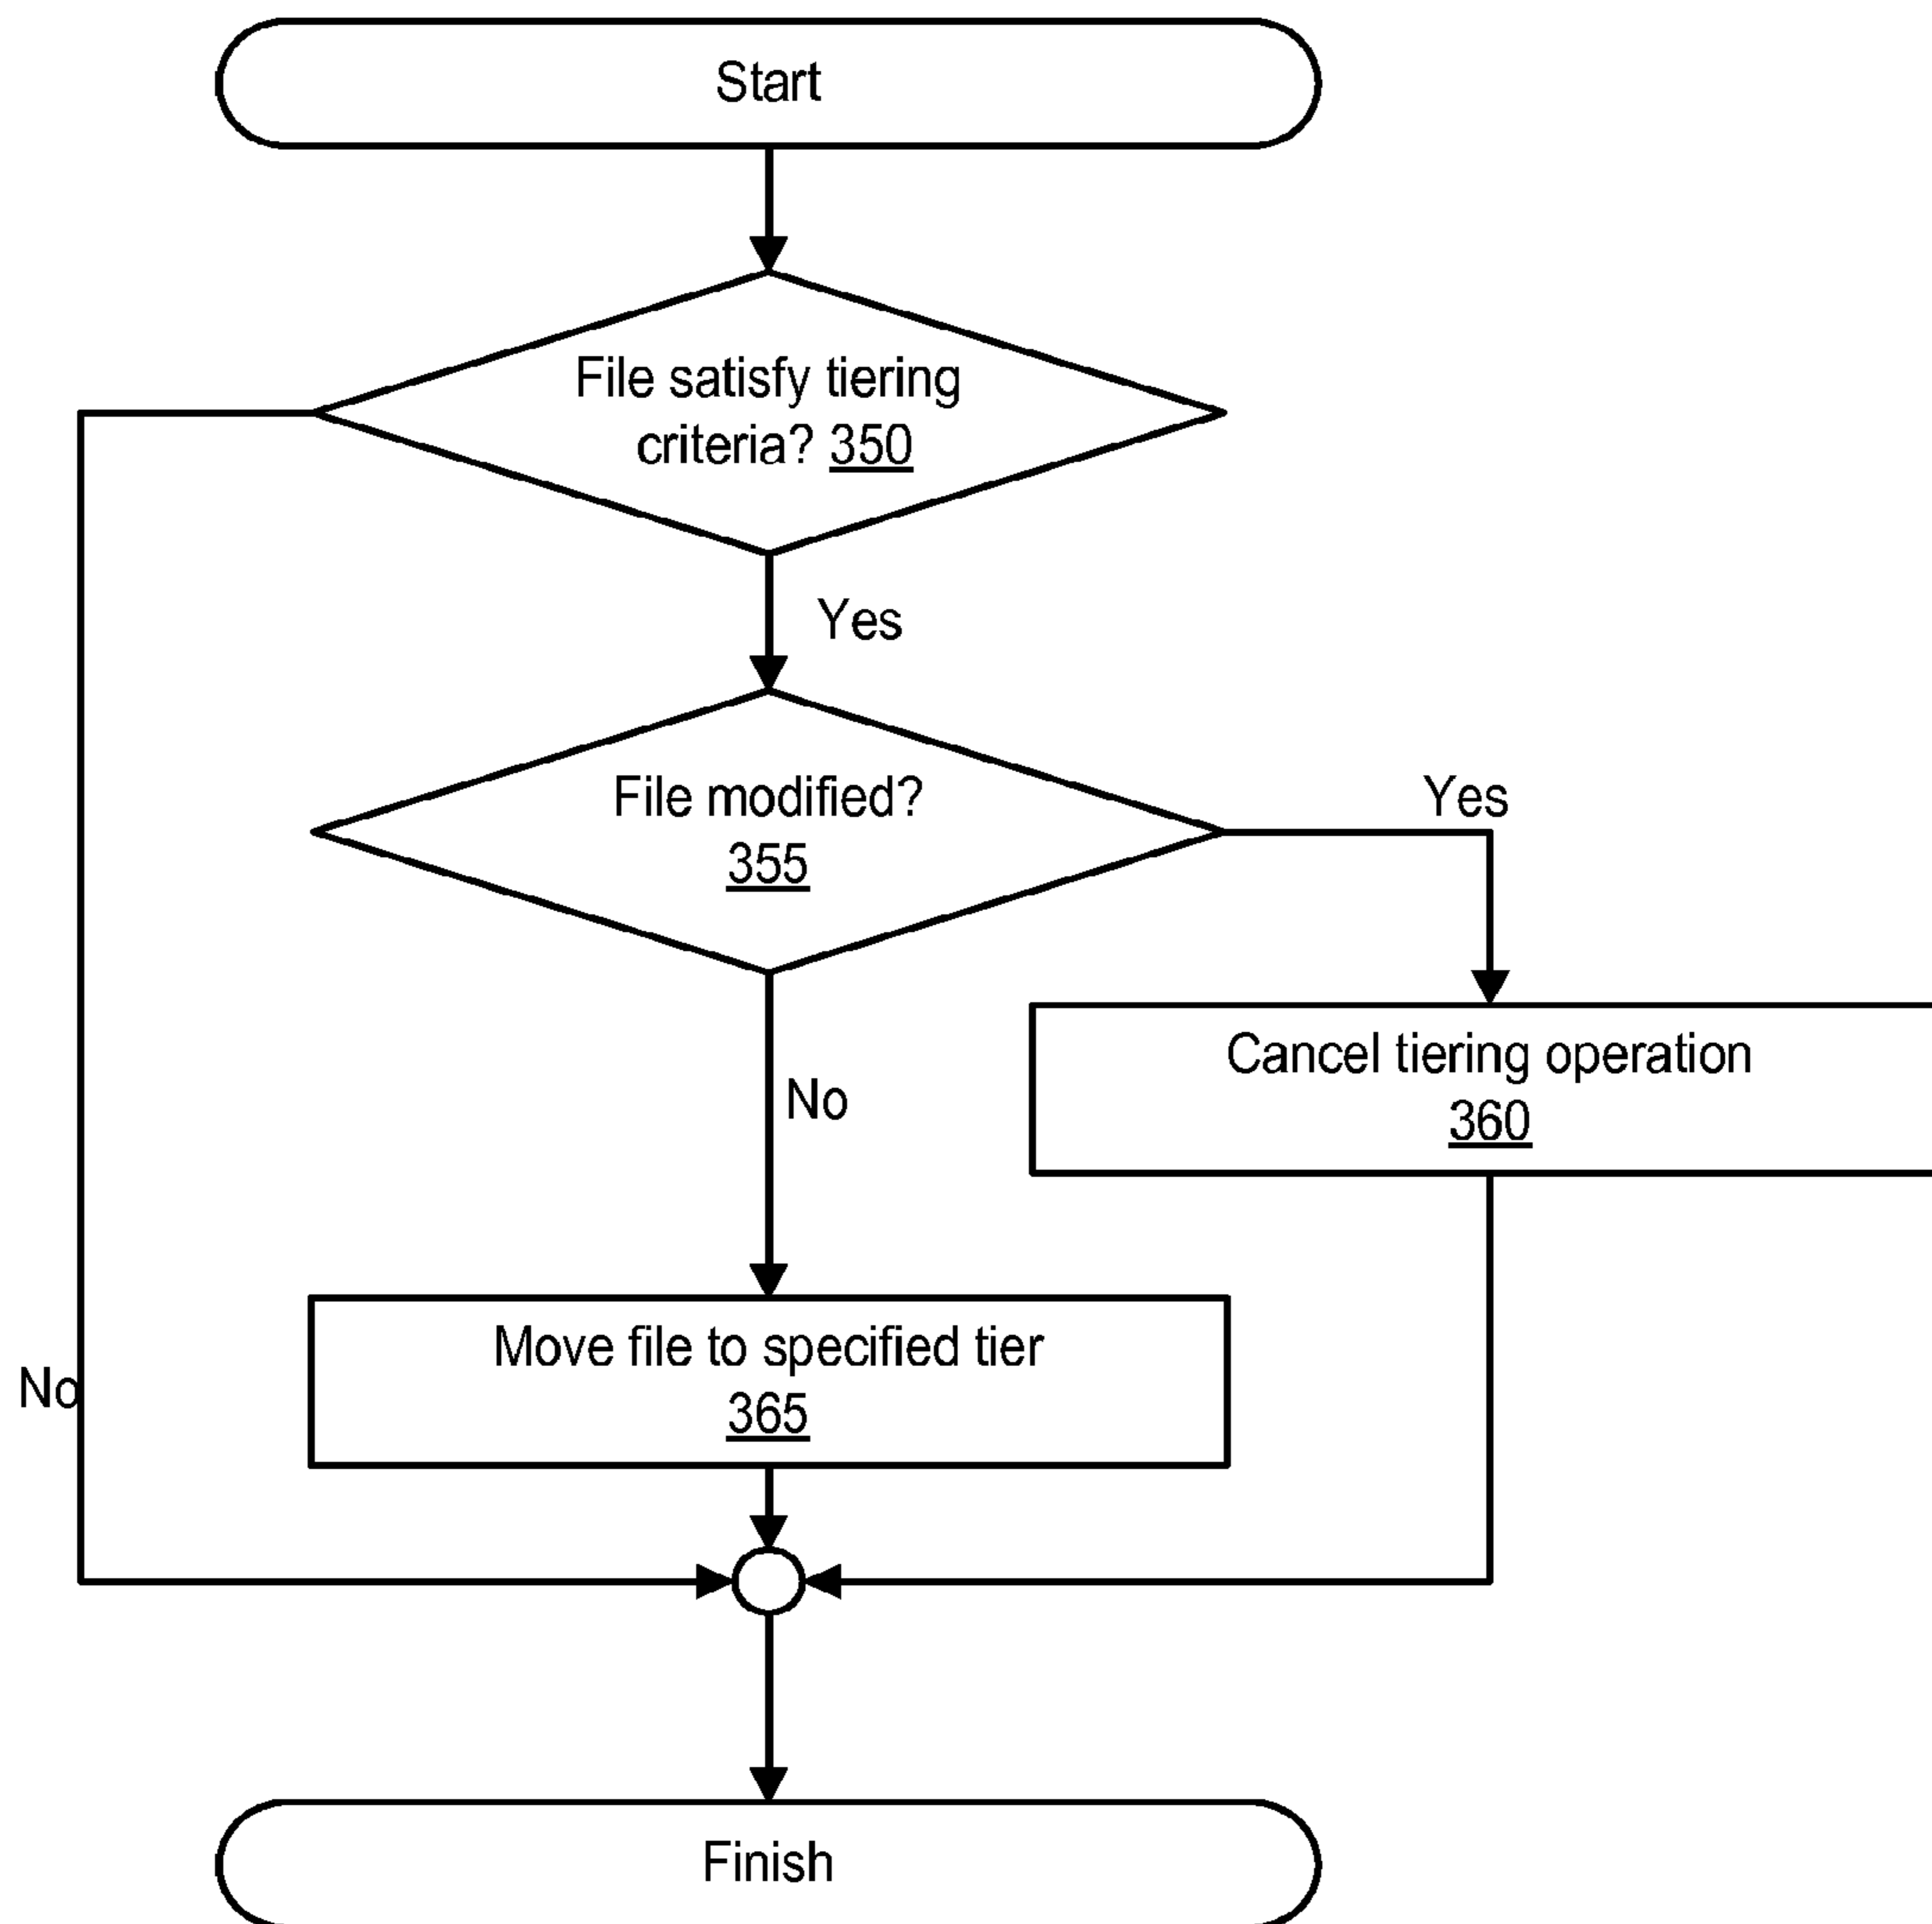 Start
File satisfy tiering
criteria? 350
Yes
File modified?
355
Yes
Cancel tiering operation
360
No
Move file to specified tier
365
No
Finish